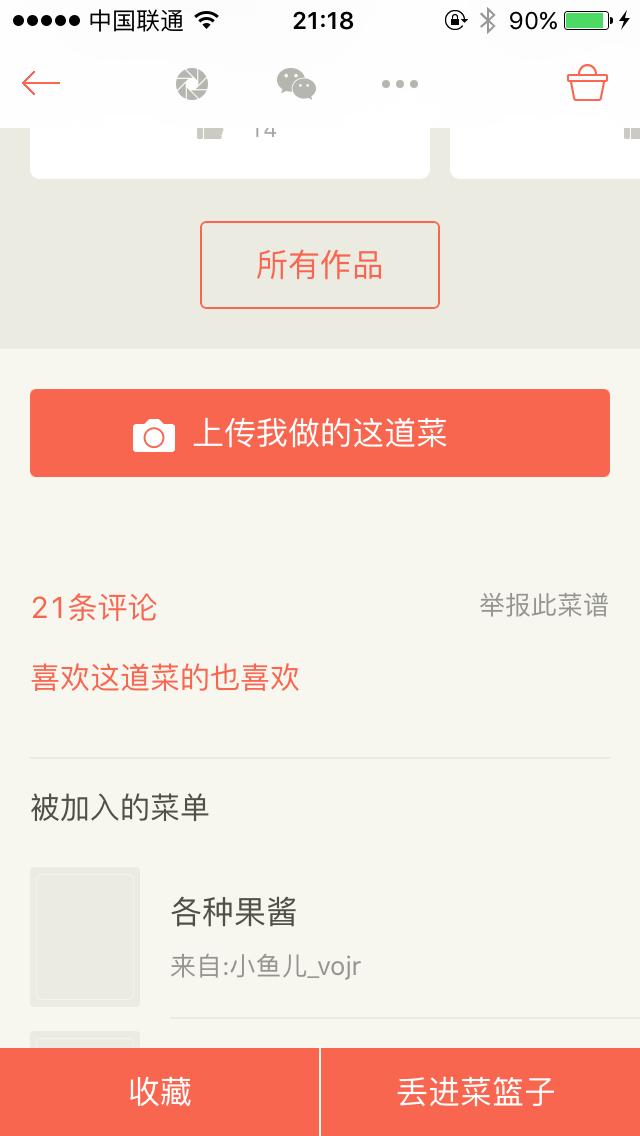 中国联通 21:18 90%
14
所有作品
上传我做的这道菜
21条评论 举报此菜谱
喜欢这道菜的也喜欢
被加入的菜单
各种果酱
来自:小鱼儿_vojr
收藏 丢进菜篮子